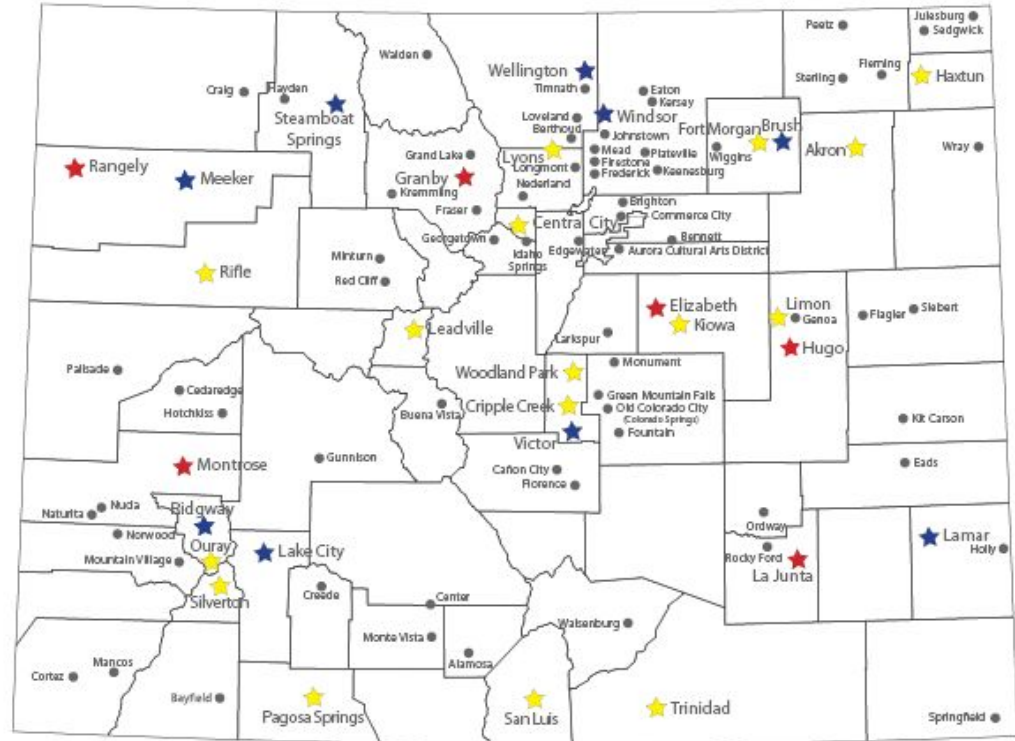 Julesburg
Peetz
Sedgwick
Walden
Fleming
Wellington
Sterling
Haxtun
Timnath
Craig
Hayden
Eaton
Kersey
Steamboat
Springs
Loveland
Windsor
Berthoud
Fort Morgan
Brush
Johnstown
Lyons
Mead
Plateville
Wiggins
Akron
Wray
Grand Lake
Firestone
Longmont
Frederick
Keenesburg
Rangely
Meeker
Granby
Nederland
Kremmling
Fraser
Brighton
Commerce City
Central City
Georgetown
Idaho
Springs
Edgewater
Bennett
Aurora Cultural Arts District
Minturn
Rifle
Red Cliff
Elizabeth
Kiowa
Limon
Genoa
Flagler
Siebert
Leadville
Larkspur
Hugo
Palisade
Woodland Park
Monument
Cedaredge
Green Mountain Falls
Cripple Creek
Old Colorado City
(Colorado Springs)
Hotchkiss
Buena Vista
Kit Carson
Victor
Fountain
Montrose
Gunnison
Cañon City
Florence
Eads
Nucla
Naturita
Ridgway
Ordway
Norwood
Ouray
Lake City
Lamar
Holly
Mountain Village
Rocky Ford
La Junta
Silverton
Creede
Center
Monte Vista
Walsenburg
Alamosa
Mancos
Cortez
Bayfield
Pagosa Springs
San Luis
Trinidad
Springfield